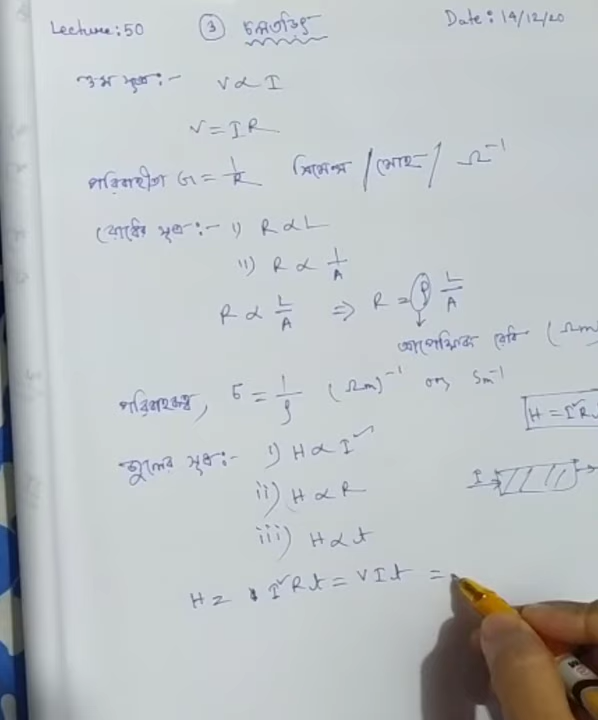 Lecture: 50 ③ চলতড়িৎ Date: 14/12/20
ওহম সূত্র:- V ∝ I
V = IR
পরিবাহীতা G = 1/R সিমেন্স / মোহ / Ω⁻¹
রোধের সূত্র:- i) R ∝ L
ii) R ∝ 1/A
R ∝ L/A ⇒ R = ρ L/A
আপেক্ষিক রোধ (Ωm)
পরিবাহকত্ব, σ = 1/ρ (Ωm)⁻¹ or, Sm⁻¹
H = I²R
জুলের সূত্র:- i) H ∝ I²
I
ii) H ∝ R
iii) H ∝ t
H = I²Rt = VIt =